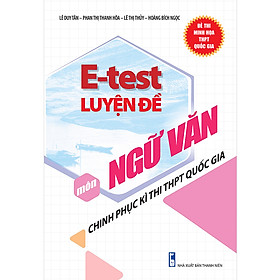 LÊ DUY TÂN – PHAN THỊ THANH HÒA – LÊ THỊ THỦY – HOÀNG BÍCH NGỌC
ĐỀ THI
MINH HỌA
THPT
QUỐC GIA
E-test
LUYỆN ĐỀ
môn
NGỮ VĂN
CHINH PHỤC KÌ THI THPT QUỐC GIA
NHÀ XUẤT BẢN THANH NIÊN